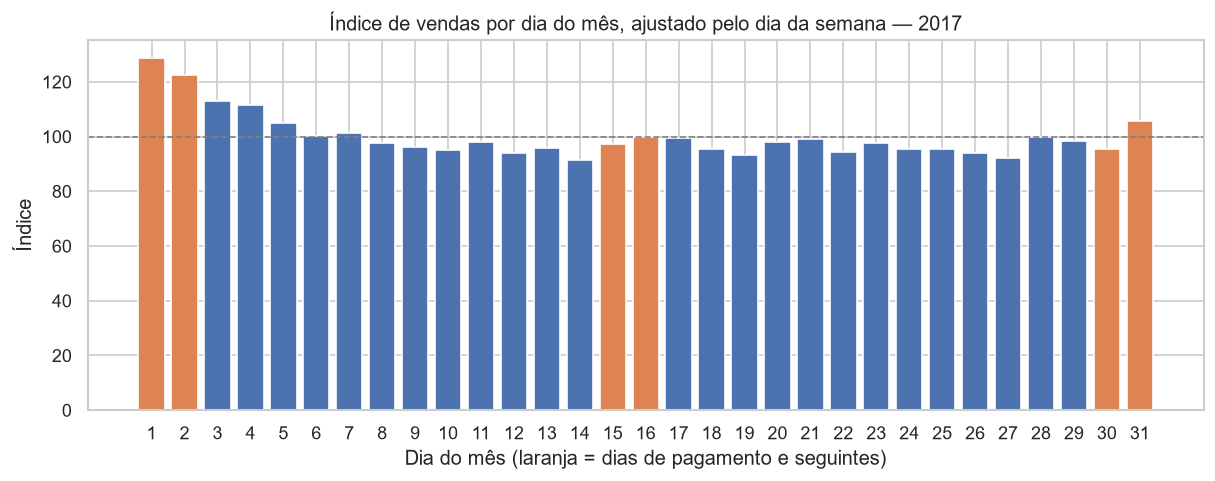 Índice de vendas por dia do mês, ajustado pelo dia da semana — 2017
Índice
120
100
80
60
40
20
0
1 2 3 4 5 6 7 8 9 10 11 12 13 14 15 16 17 18 19 20 21 22 23 24 25 26 27 28 29 30 31
Dia do mês (laranja = dias de pagamento e seguintes)